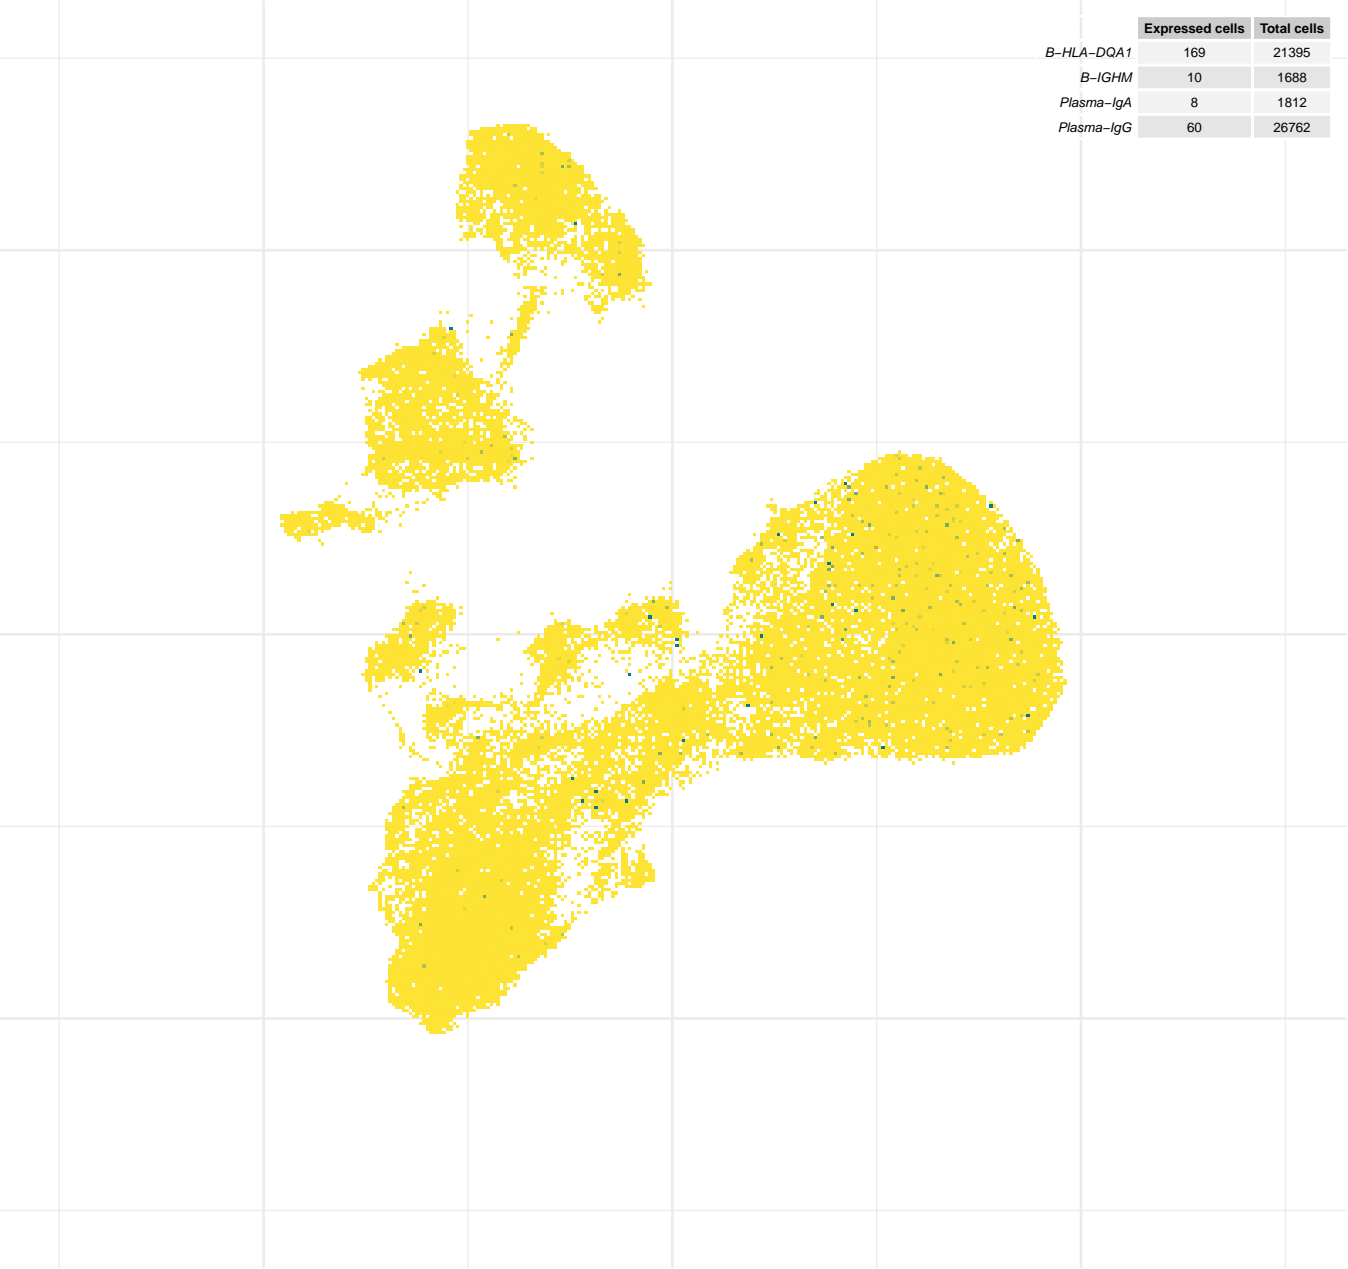 Expressed cells Total cells
B−HLA−DQA1 169 21395
B−IGHM 10 1688
Plasma−IgA 8 1812
Plasma−IgG 60 26762